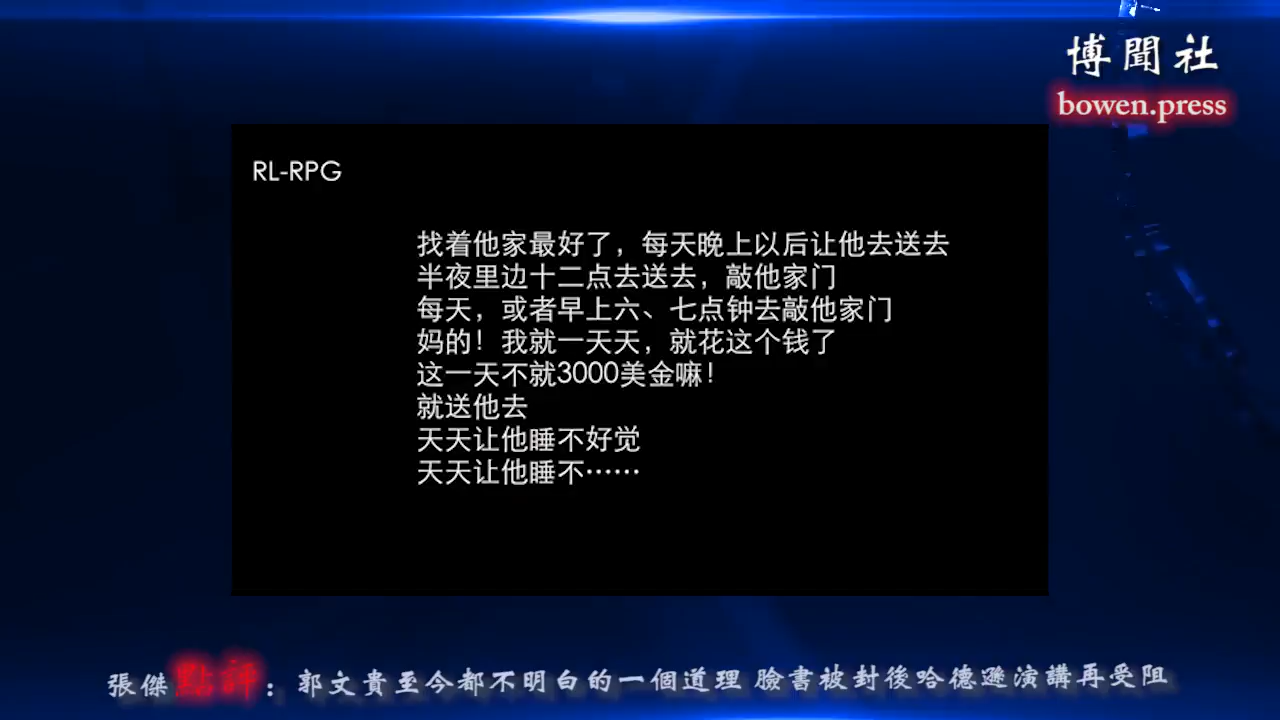 博聞社
bowen.press
RL-RPG
找着他家最好了，每天晚上以后让他去送去
半夜里边十二点去送去，敲他家门
每天，或者早上六、七点钟去敲他家门
妈的！我就一天天，就花这个钱了
这一天不就3000美金嘛！
就送他去
天天让他睡不好觉
天天让他睡不……
張傑點評：郭文貴至今都不明白的一個道理 臉書被封後哈德遜演講再受阻